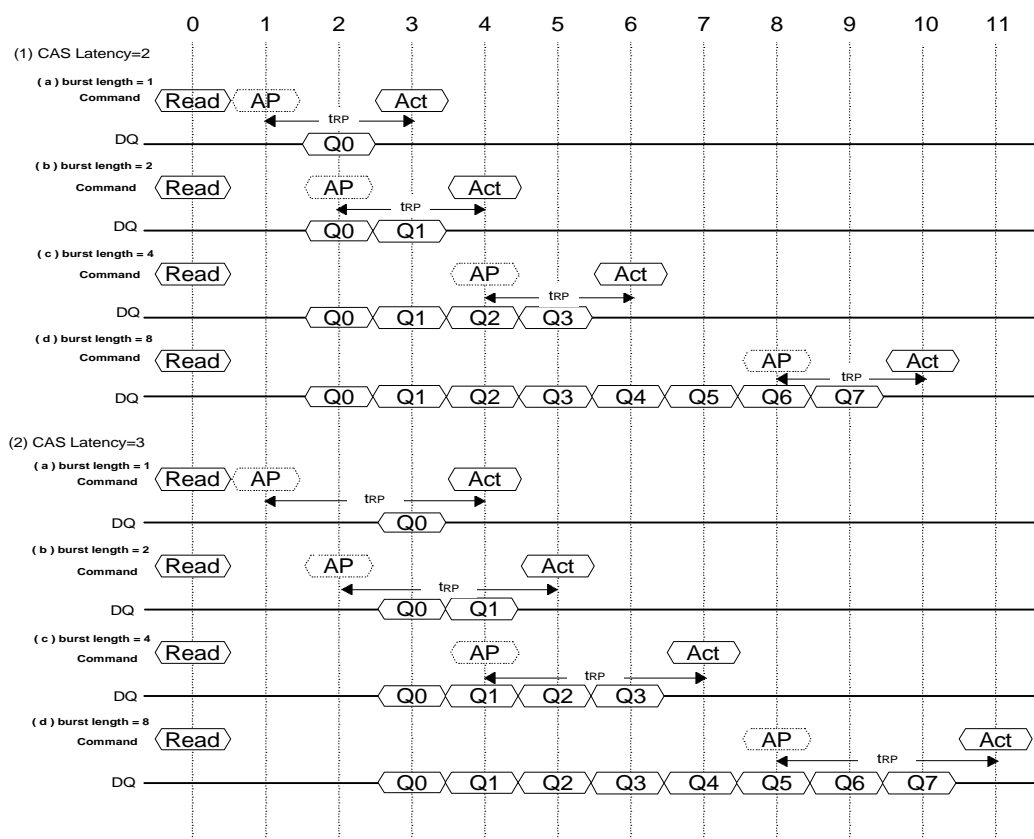 0 1 2 3 4 5 6 7 8 9 10 11
(1) CAS Latency=2
( a ) burst length = 1
Command Read AP Act
tRP
DQ Q0
( b ) burst length = 2
Command Read AP Act
tRP
DQ Q0 Q1
( c ) burst length = 4
Command Read AP Act
tRP
DQ Q0 Q1 Q2 Q3
( d ) burst length = 8
Command Read AP Act
tRP
DQ Q0 Q1 Q2 Q3 Q4 Q5 Q6 Q7
(2) CAS Latency=3
( a ) burst length = 1
Command Read AP Act
tRP
DQ Q0
( b ) burst length = 2
Command Read AP Act
tRP
DQ Q0 Q1
( c ) burst length = 4
Command Read AP Act
tRP
DQ Q0 Q1 Q2 Q3
( d ) burst length = 8
Command Read AP Act
tRP
DQ Q0 Q1 Q2 Q3 Q4 Q5 Q6 Q7